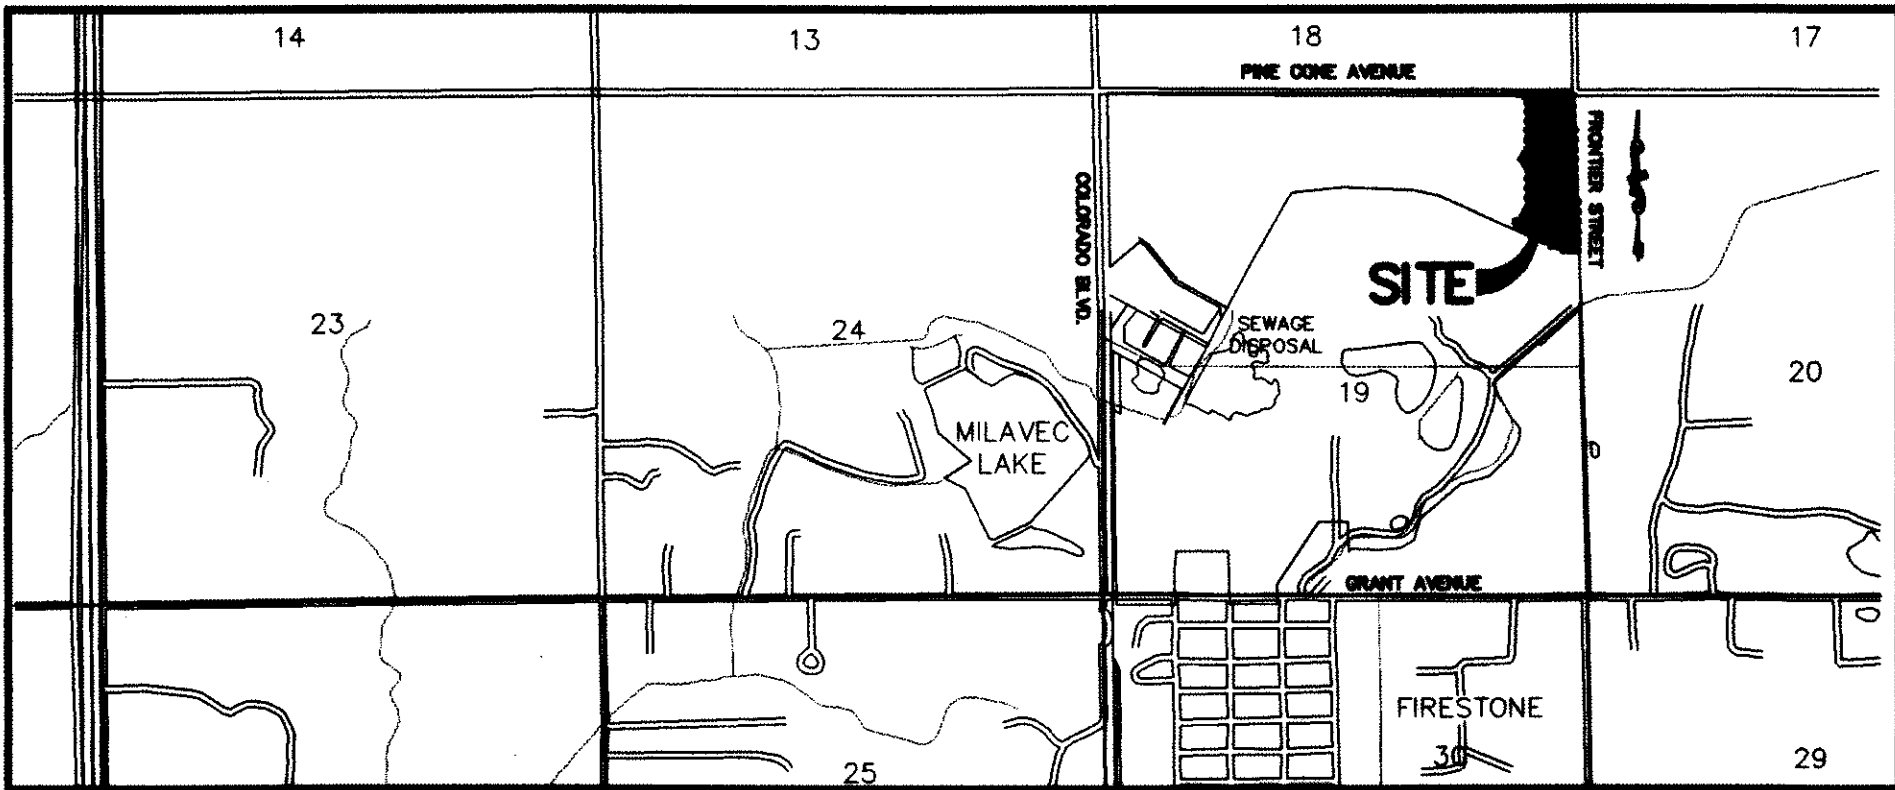 14
13
18
17
PINE CONE AVENUE
FRONTIER STREET
COLORADO BLVD.
SITE
23
24
SEWAGE
DISPOSAL
19
20
MILAVEC
LAKE
GRANT AVENUE
FIRESTONE
25
30
29